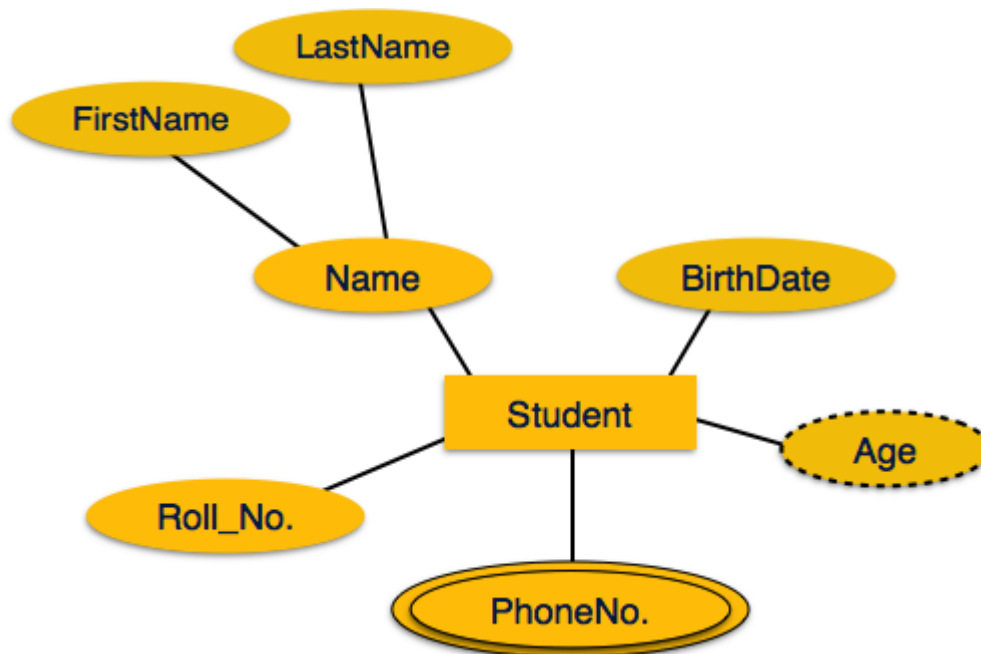 LastName
FirstName
Name
BirthDate
Student
Age
Roll_No.
PhoneNo.